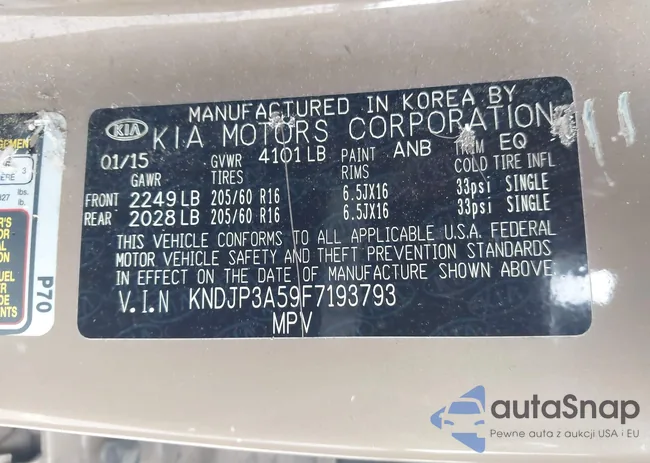 MANUFACTURED IN KOREA BY
KIA KIA MOTORS CORPORATION
01/15 GVWR 4101 LB PAINT ANB TRIM EQ
GAWR TIRES RIMS COLD TIRE INFL
FRONT 2249 LB 205/60 R16 6.5JX16 33psi SINGLE
REAR 2028 LB 205/60 R16 6.5JX16 33psi SINGLE
THIS VEHICLE CONFORMS TO ALL APPLICABLE U.S.A. FEDERAL
MOTOR VEHICLE SAFETY AND THEFT PREVENTION STANDARDS
IN EFFECT ON THE DATE OF MANUFACTURE SHOWN ABOVE.
V.I.N KNDJP3A59F7193793
MPV
P70
autaSnap
Pewne auta z aukcji USA i EU